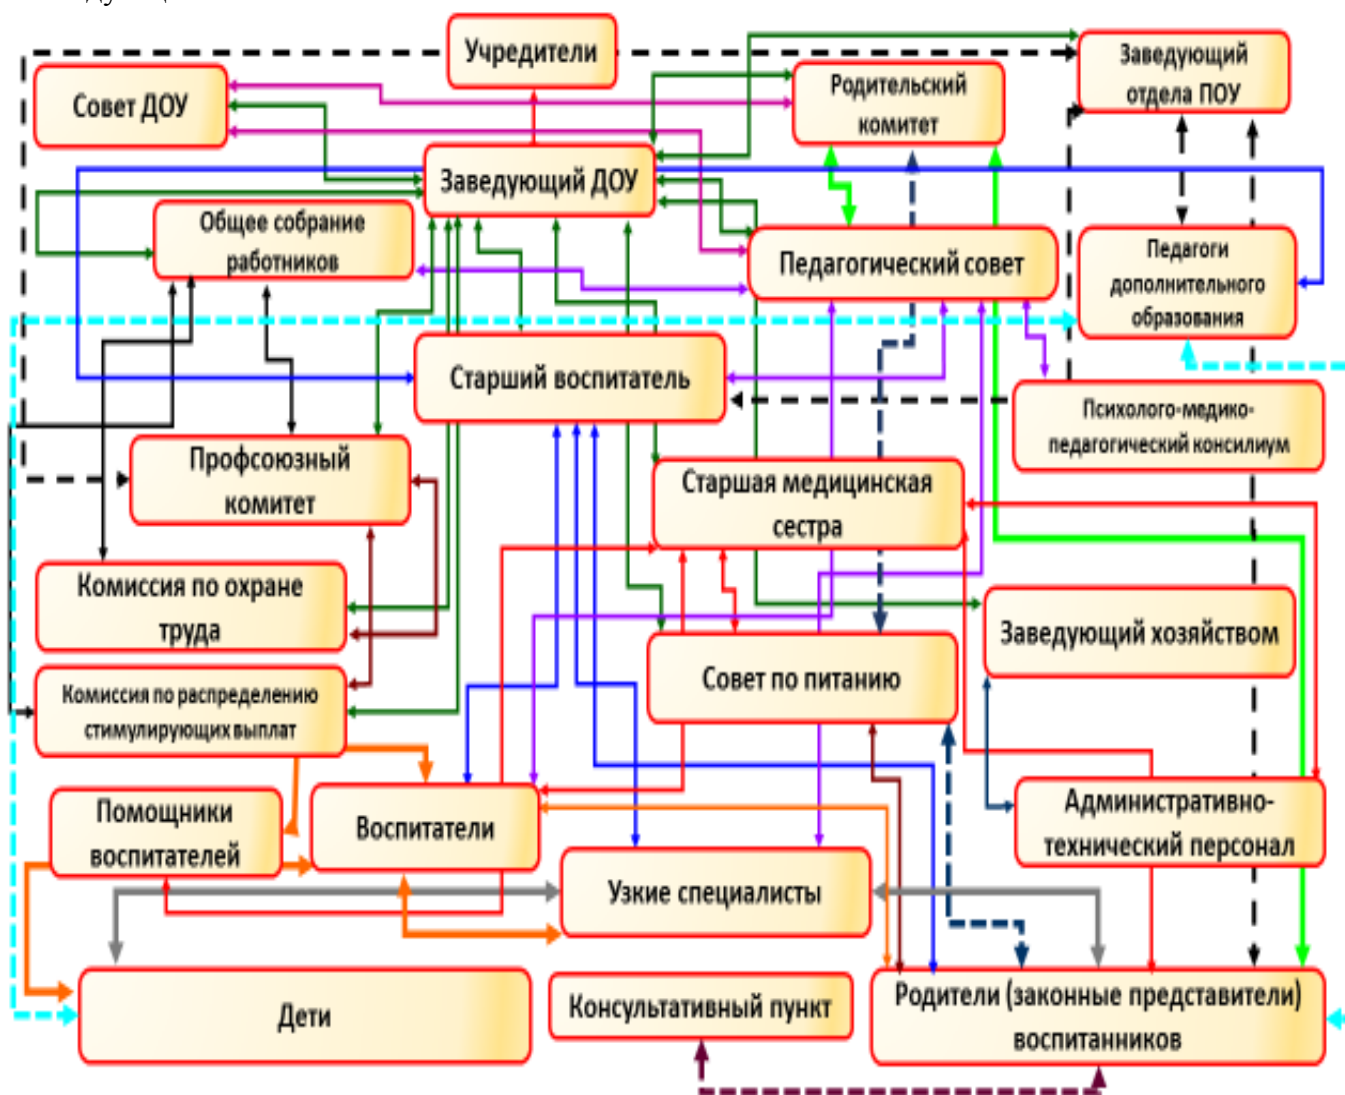 Учредители
Заведующий
отдела ПОУ
Совет ДОУ
Родительский
комитет
Заведующий ДОУ
Общее собрание
работников
Педагогический совет
Педагоги
дополнительного
образования
Старший воспитатель
Психолого-медико-
педагогический консилиум
Профсоюзный
комитет
Старшая медицинская
сестра
Комиссия по охране
труда
Заведующий хозяйством
Совет по питанию
Комиссия по распределению
стимулирующих выплат
Помощники
воспитателей
Воспитатели
Административно-
технический персонал
Узкие специалисты
Дети
Консультативный пункт
Родители (законные представители)
воспитанников